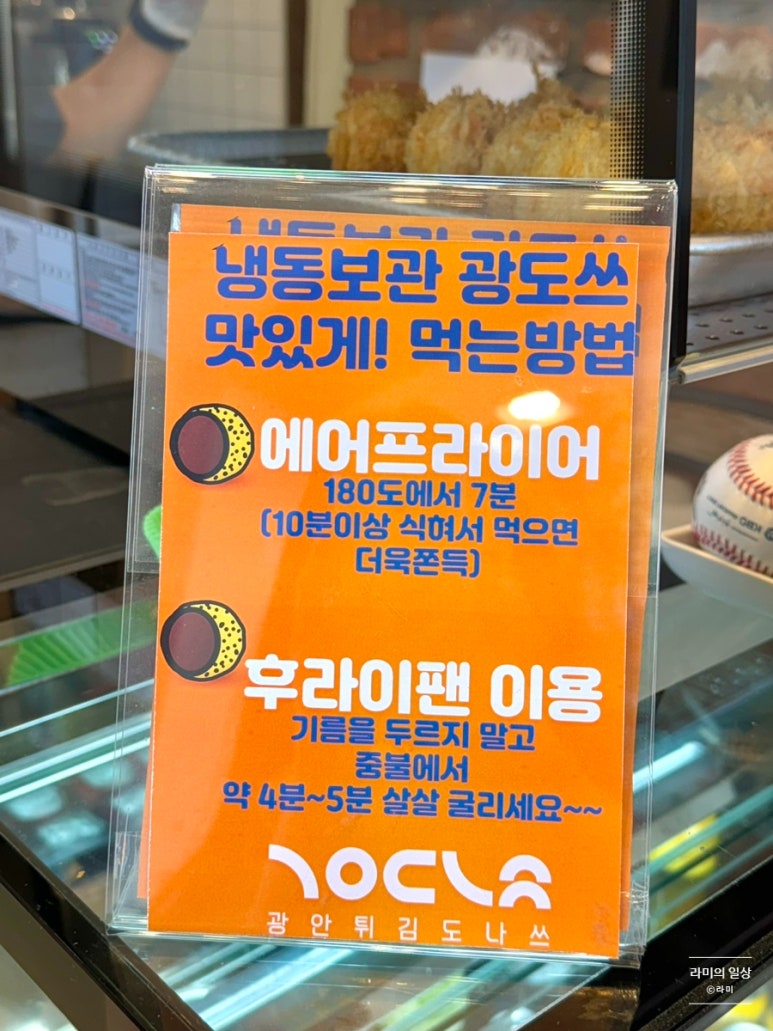 냉동보관 광도쓰
맛있게! 먹는방법
에어프라이어
180도에서 7분
(10분이상 식혀서 먹으면
더욱쫀득)
후라이팬 이용
기름을 두르지 말고
중불에서
약 4분~5분 살살 굴리세요~~
광안튀김도나쓰
라미의 일상
©라미